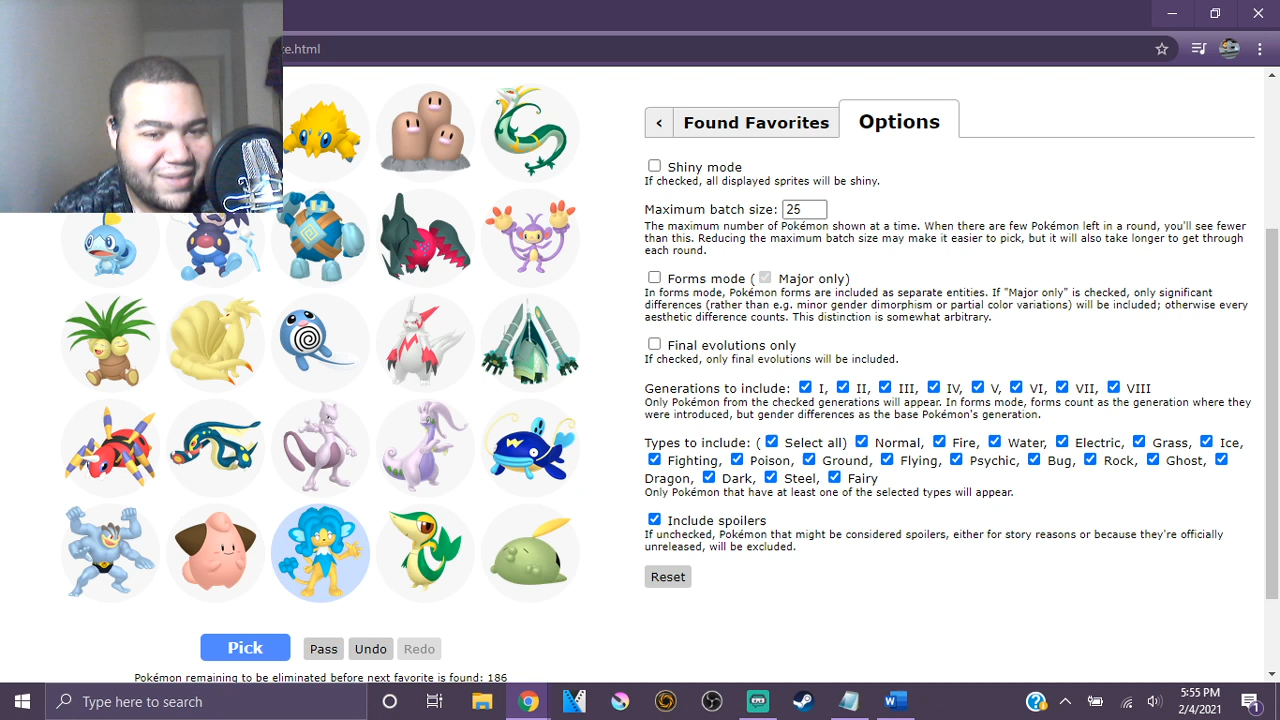 te.html
< Found Favorites Options
Shiny mode
If checked, all displayed sprites will be shiny.
Maximum batch size: 25
The maximum number of Pokémon shown at a time. When there are few Pokémon left in a round, you'll see fewer
than this. Reducing the maximum batch size may make it easier to pick, but it will also take longer to get through
each round.
Forms mode ( Major only)
In forms mode, Pokémon forms are included as separate entities. If "Major only" is checked, only significant
differences (rather than e.g. minor gender dimorphism or partial color variations) will be included; otherwise every
aesthetic difference counts. This distinction is somewhat arbitrary.
Final evolutions only
If checked, only final evolutions will be included.
Generations to include: I, II, III, IV, V, VI, VII, VIII
Only Pokémon from the checked generations will appear. In forms mode, forms count as the generation where they
were introduced, but gender differences as the base Pokémon's generation.
Types to include: ( Select all) Normal, Fire, Water, Electric, Grass, Ice,
Fighting, Poison, Ground, Flying, Psychic, Bug, Rock, Ghost,
Dragon, Dark, Steel, Fairy
Only Pokémon that have at least one of the selected types will appear.
Include spoilers
If unchecked, Pokémon that might be considered spoilers, either for story reasons or because they're officially
unreleased, will be excluded.
Reset
Pick Pass Undo Redo
Pokémon remaining to be eliminated before next favorite is found: 186
Type here to search
5:55 PM
2/4/2021
1